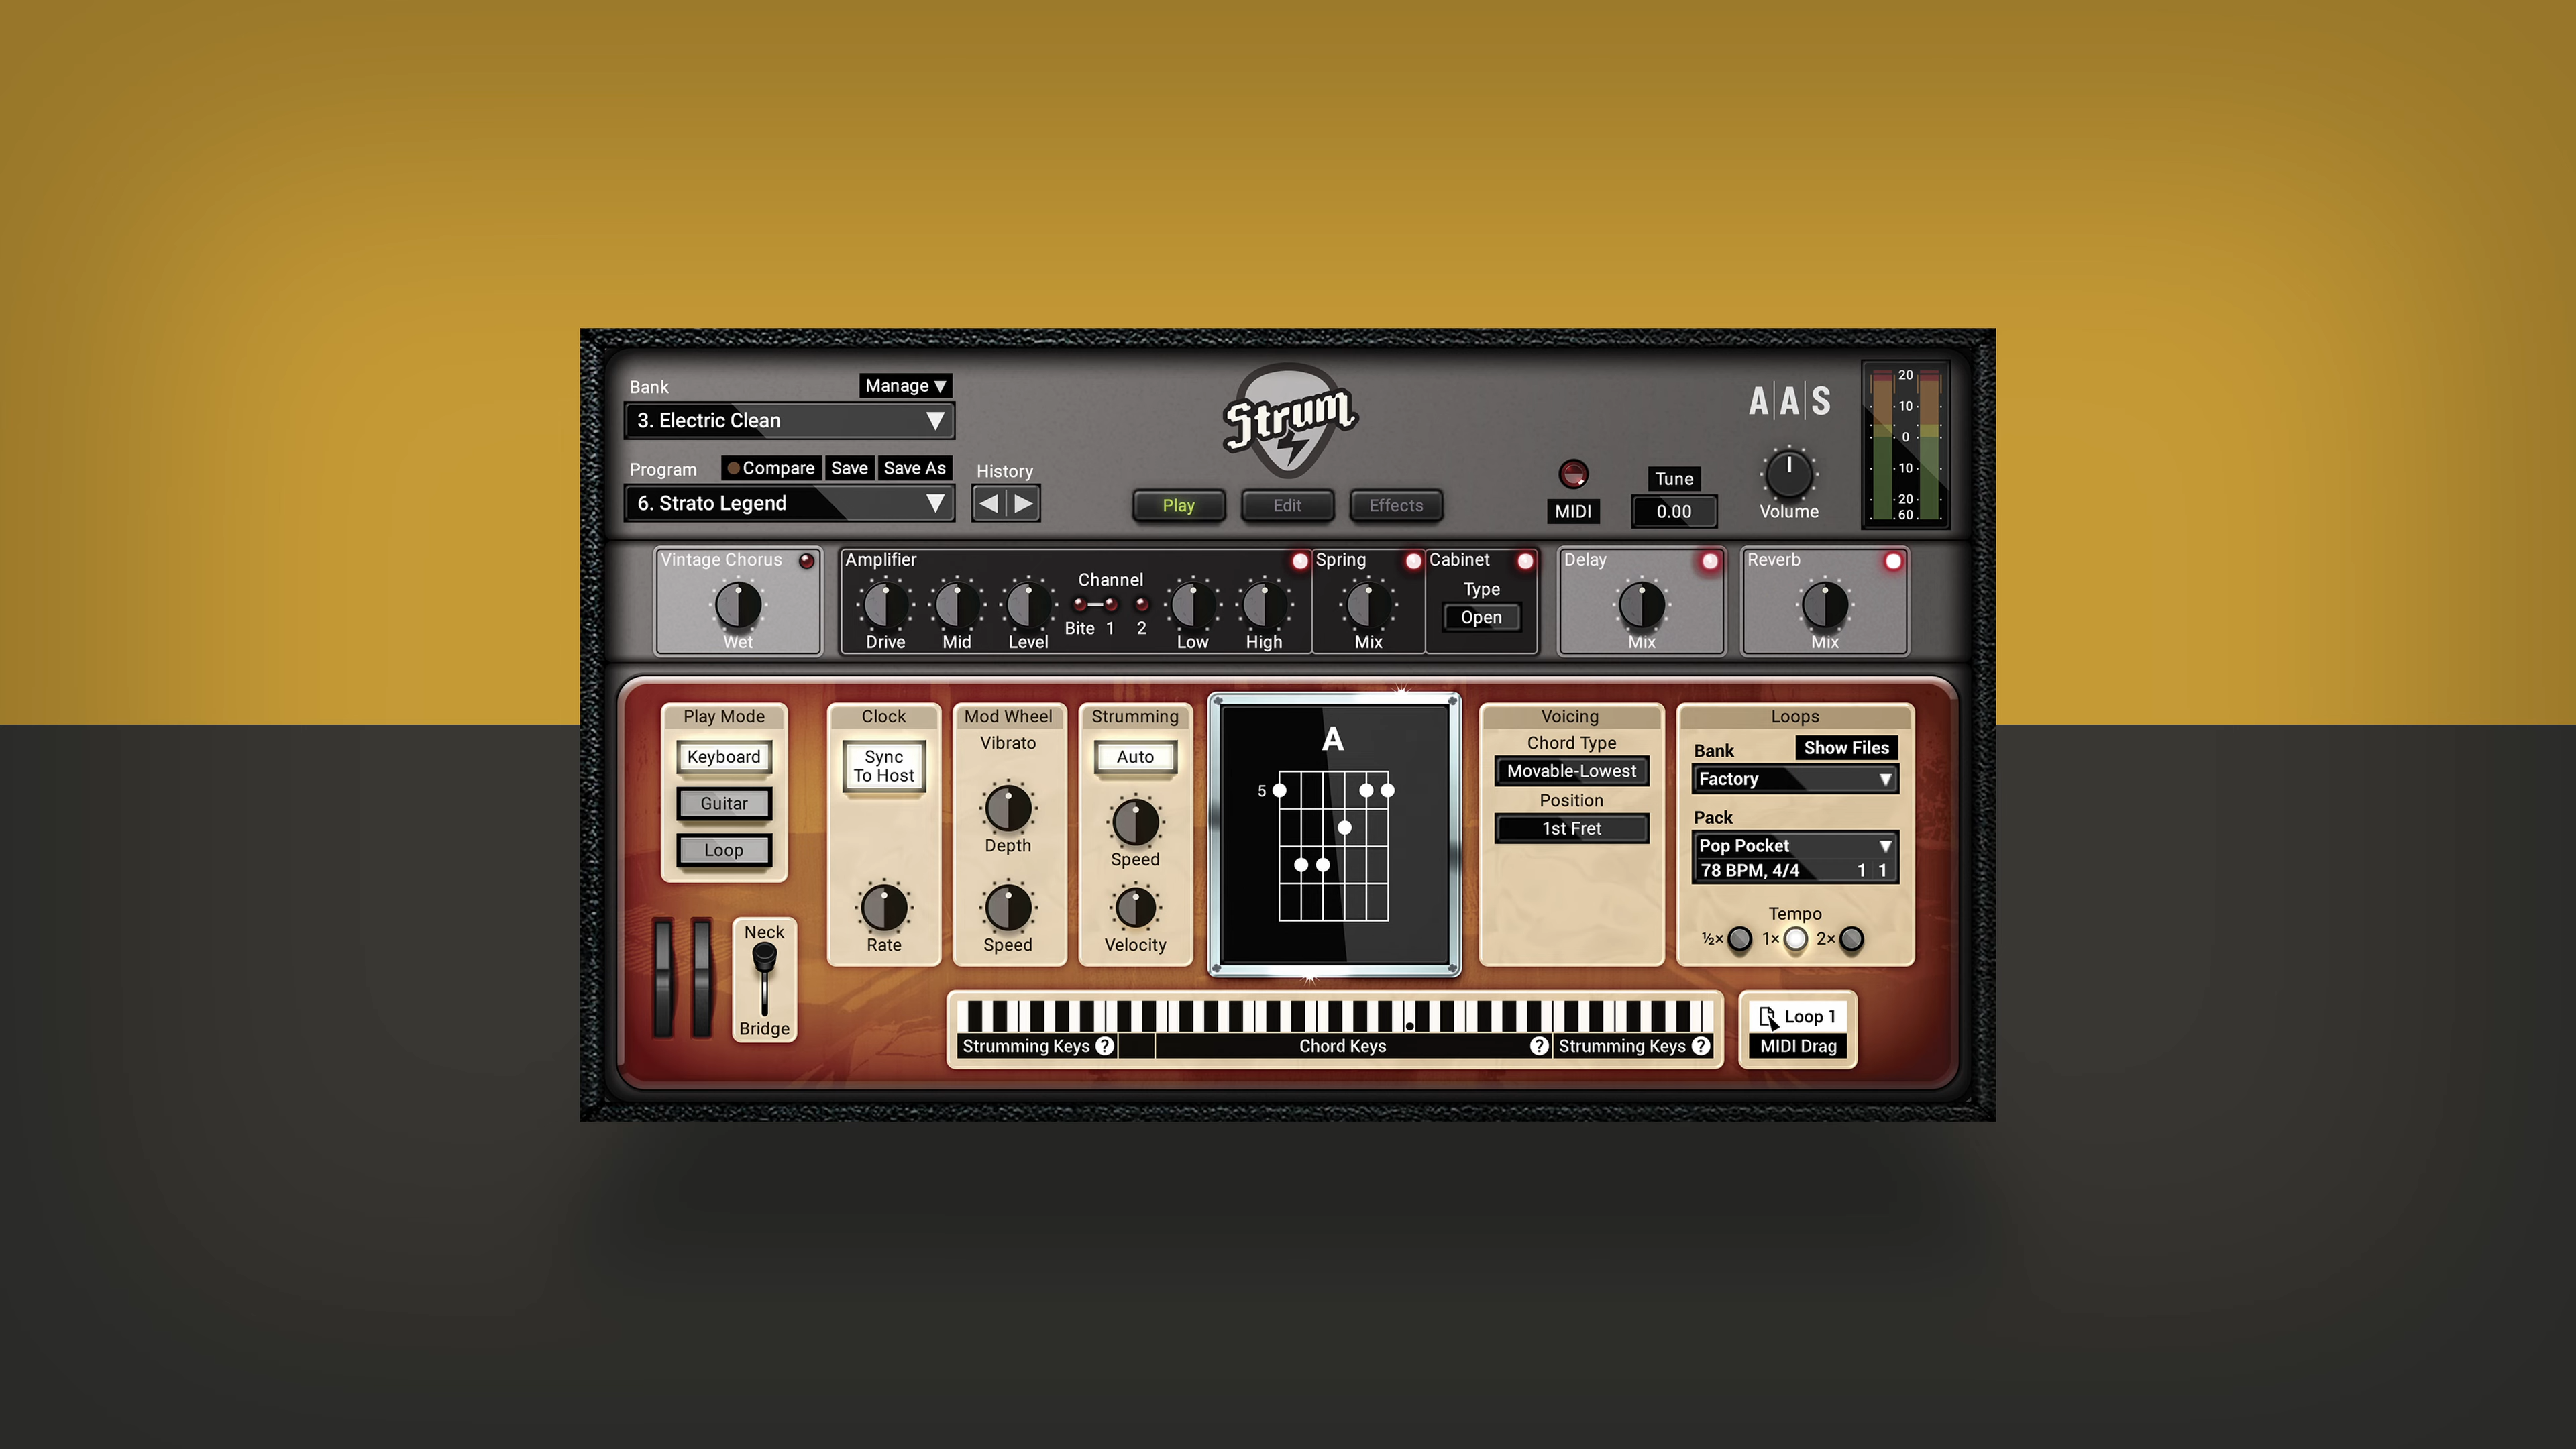 Bank
Manage
3. Electric Clean
Program
Compare
Save
Save As
6. Strato Legend
History
Strum
Play
Edit
Effects
MIDI
Tune
0.00
A|A|S
Volume
20
10
0
10
20
60
Vintage Chorus
Wet
Amplifier
Drive
Mid
Level
Channel
Bite 1 2
Low
High
Spring
Mix
Cabinet
Type
Open
Delay
Mix
Reverb
Mix
Play Mode
Keyboard
Guitar
Loop
Neck
Bridge
Clock
Sync
To Host
Rate
Mod Wheel
Vibrato
Depth
Speed
Strumming
Auto
Speed
Velocity
A
5
Voicing
Chord Type
Movable-Lowest
Position
1st Fret
Loops
Bank
Show Files
Factory
Pack
Pop Pocket
78 BPM, 4/4 1 1
Tempo
½× 1× 2×
Strumming Keys ?
Chord Keys ?
Strumming Keys ?
Loop 1
MIDI Drag